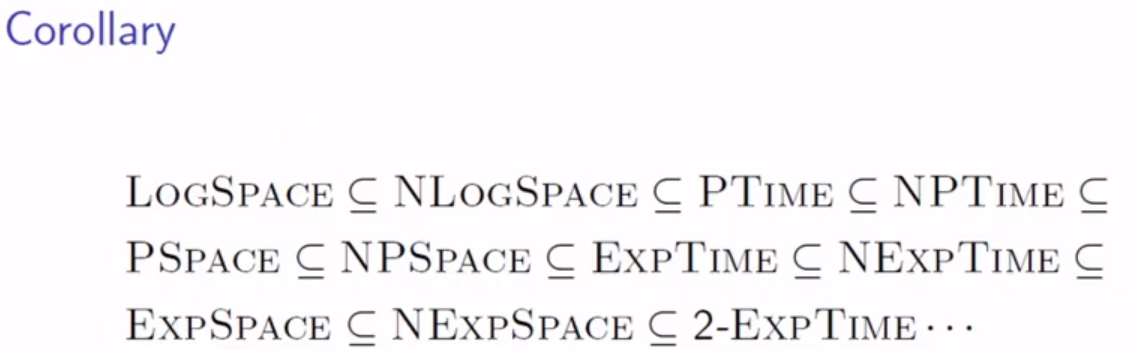 Corollary
LOGSPACE ⊆ NLOGSPACE ⊆ PTIME ⊆ NPTIME ⊆
PSPACE ⊆ NPSPACE ⊆ EXPTIME ⊆ NEXPTIME ⊆
EXPSPACE ⊆ NEXPSPACE ⊆ 2-EXPTIME···